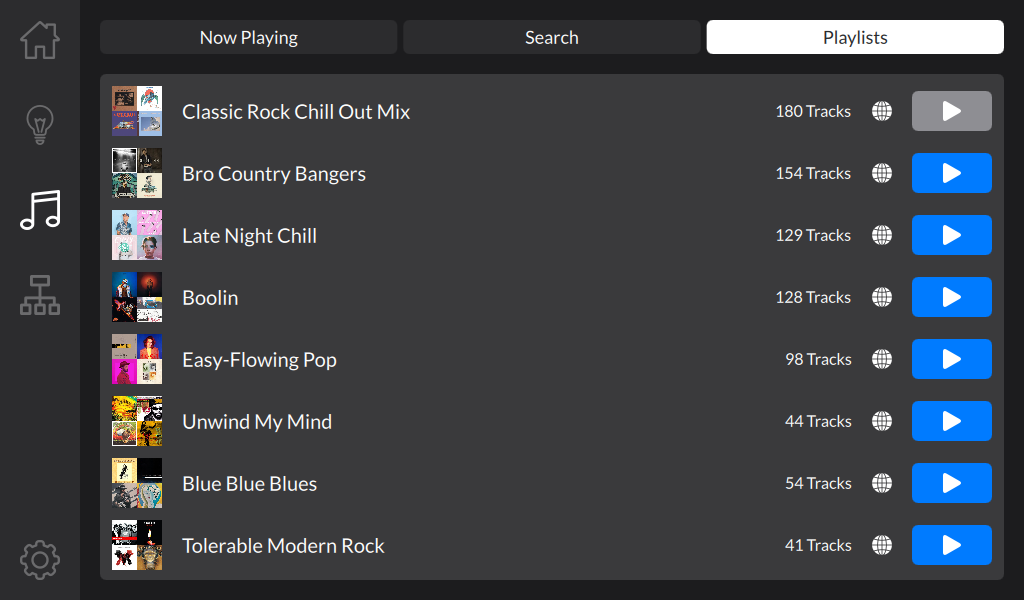 Now Playing
Search
Playlists
Classic Rock Chill Out Mix
180 Tracks
Bro Country Bangers
154 Tracks
Late Night Chill
129 Tracks
Boolin
128 Tracks
Easy-Flowing Pop
98 Tracks
Unwind My Mind
44 Tracks
Blue Blue Blues
54 Tracks
Tolerable Modern Rock
41 Tracks